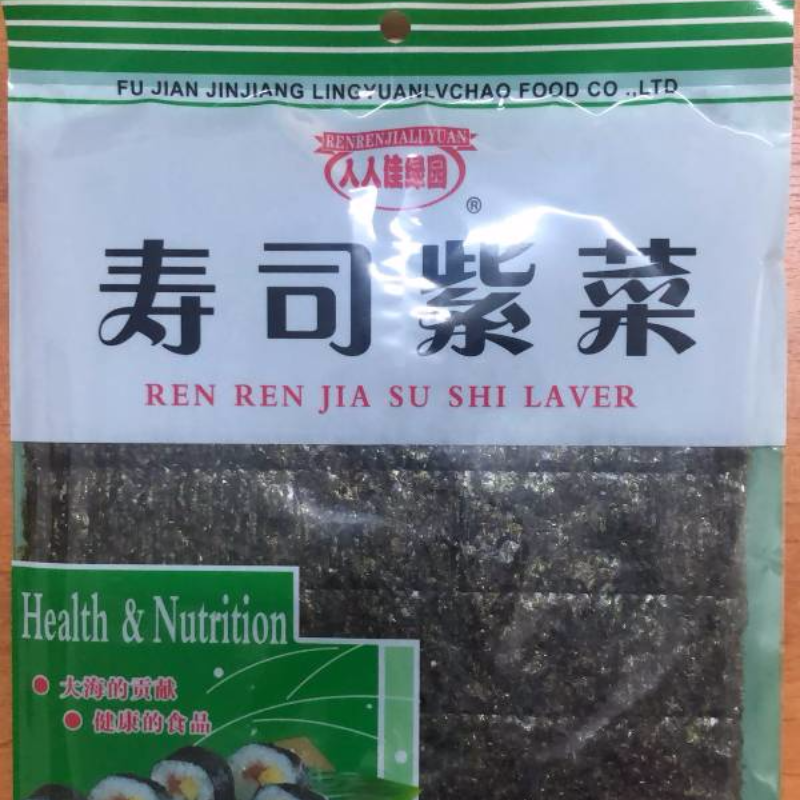 FU JIAN JINJIANG LINGYUANLVCHAO FOOD CO .,LTD
RENRENJIALUYUAN
人人佳绿园
®
寿司紫菜
REN REN JIA SU SHI LAVER
Health & Nutrition
大海的贡献
健康的食品